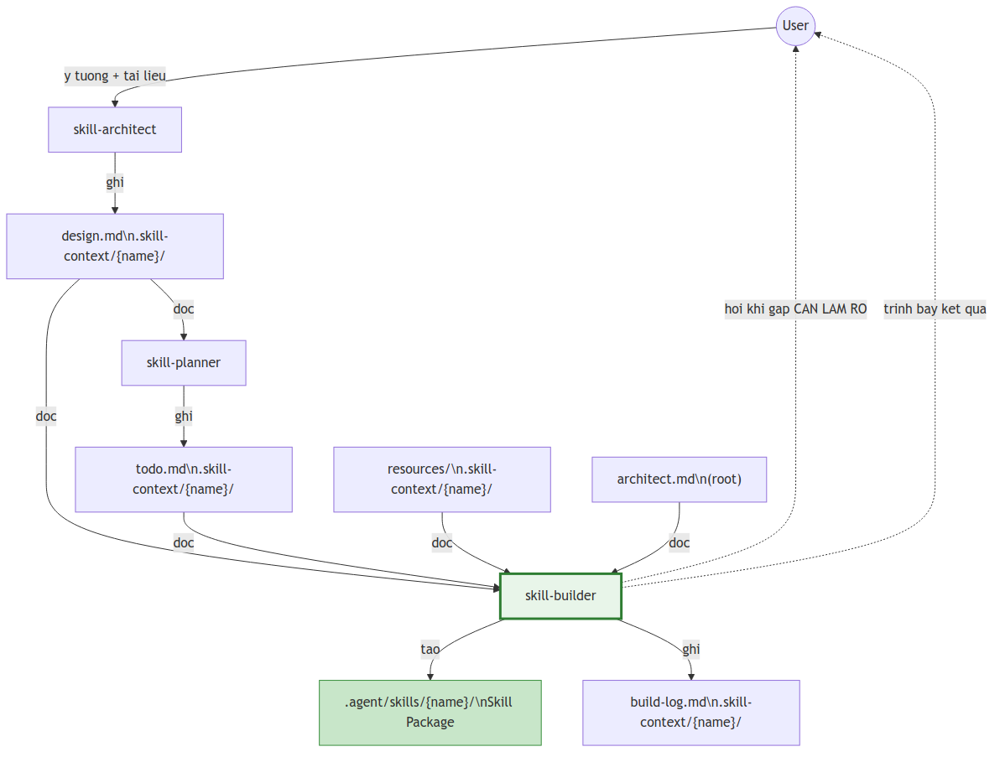 User
y tuong + tai lieu
skill-architect
ghi
design.md\n.skill-
context/{name}/
doc
hoi khi gap CAN LAM RO
trinh bay ket qua
skill-planner
doc
ghi
todo.md\n.skill-
context/{name}/
resources/\n.skill-
context/{name}/
architect.md\n(root)
doc
doc
doc
skill-builder
tao
ghi
.agent/skills/{name}/\nSkill
Package
build-log.md\n.skill-
context/{name}/